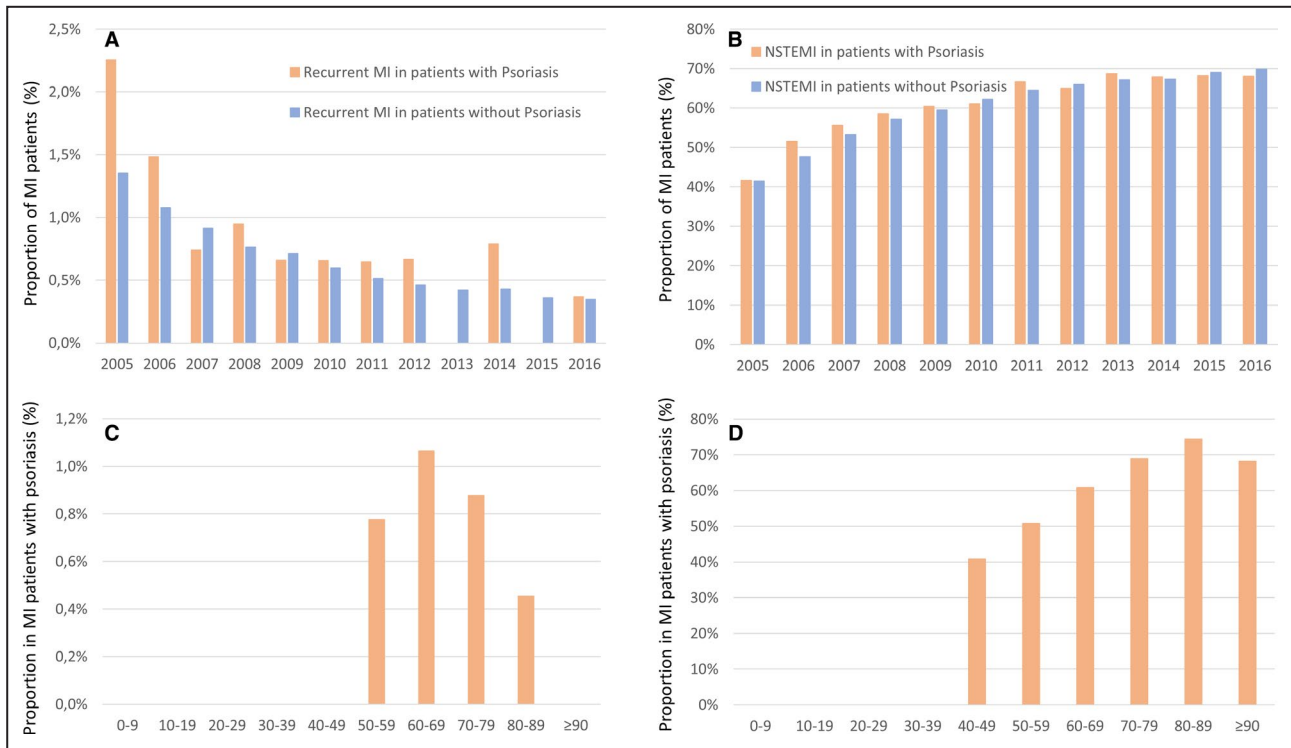 A
Proportion of MI patients (%)
2,5%
2,0%
1,5%
1,0%
0,5%
0,0%
Recurrent MI in patients with Psoriasis
Recurrent MI in patients without Psoriasis
2005 2006 2007 2008 2009 2010 2011 2012 2013 2014 2015 2016
B
Proportion of MI patients (%)
80%
70%
60%
50%
40%
30%
20%
10%
0%
NSTEMI in patients with Psoriasis
NSTEMI in patients without Psoriasis
2005 2006 2007 2008 2009 2010 2011 2012 2013 2014 2015 2016
C
Proportion in MI patients with psoriasis (%)
1,2%
1,0%
0,8%
0,6%
0,4%
0,2%
0,0%
0-9 10-19 20-29 30-39 40-49 50-59 60-69 70-79 80-89 ≥90
D
Proportion in MI patients with psoriasis (%)
80%
70%
60%
50%
40%
30%
20%
10%
0%
0-9 10-19 20-29 30-39 40-49 50-59 60-69 70-79 80-89 ≥90